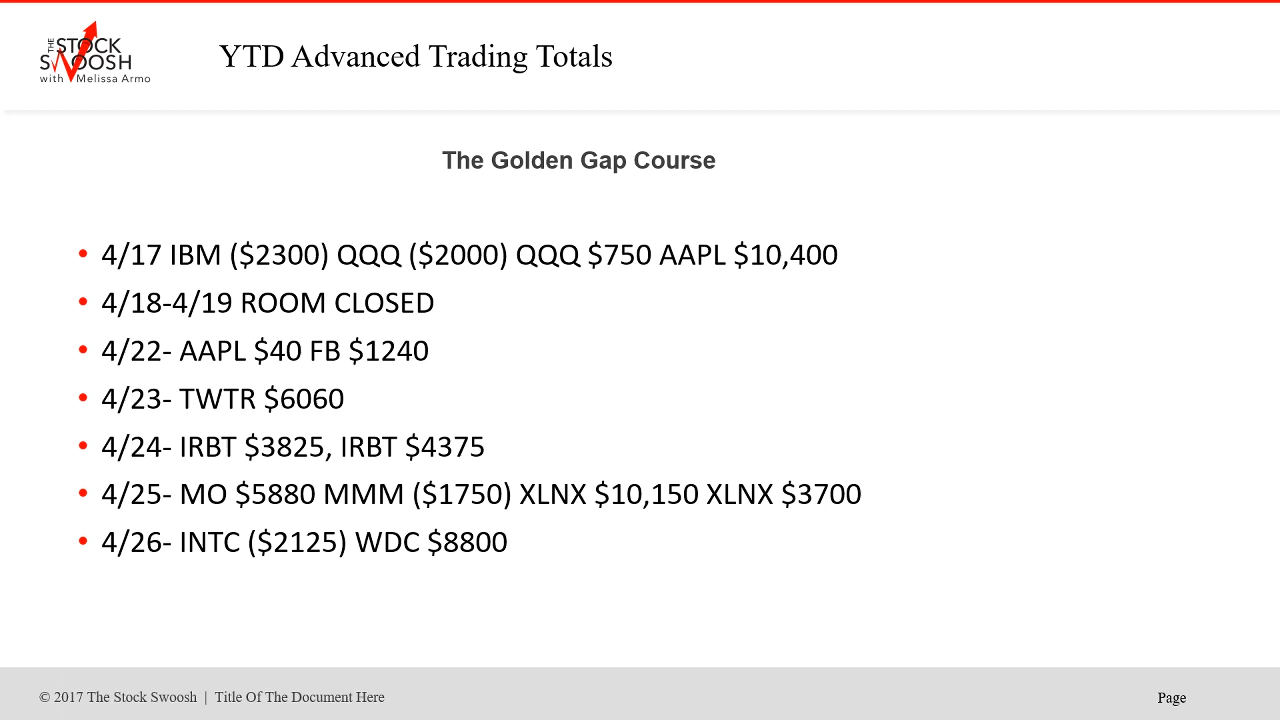 THE STOCK
SWOOSH
with Melissa Armo
YTD Advanced Trading Totals
The Golden Gap Course
• 4/17 IBM ($2300) QQQ ($2000) QQQ $750 AAPL $10,400
• 4/18-4/19 ROOM CLOSED
• 4/22- AAPL $40 FB $1240
• 4/23- TWTR $6060
• 4/24- IRBT $3825, IRBT $4375
• 4/25- MO $5880 MMM ($1750) XLNX $10,150 XLNX $3700
• 4/26- INTC ($2125) WDC $8800
© 2017 The Stock Swoosh | Title Of The Document Here
Page